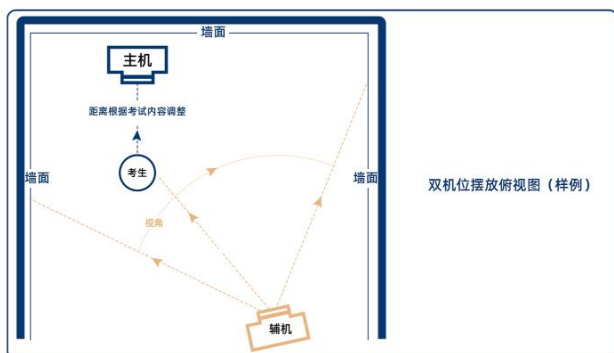 墙面
主机
距离根据考试内容调整
考生
墙面
墙面
双机位摆放俯视图（样例）
视角
辅机